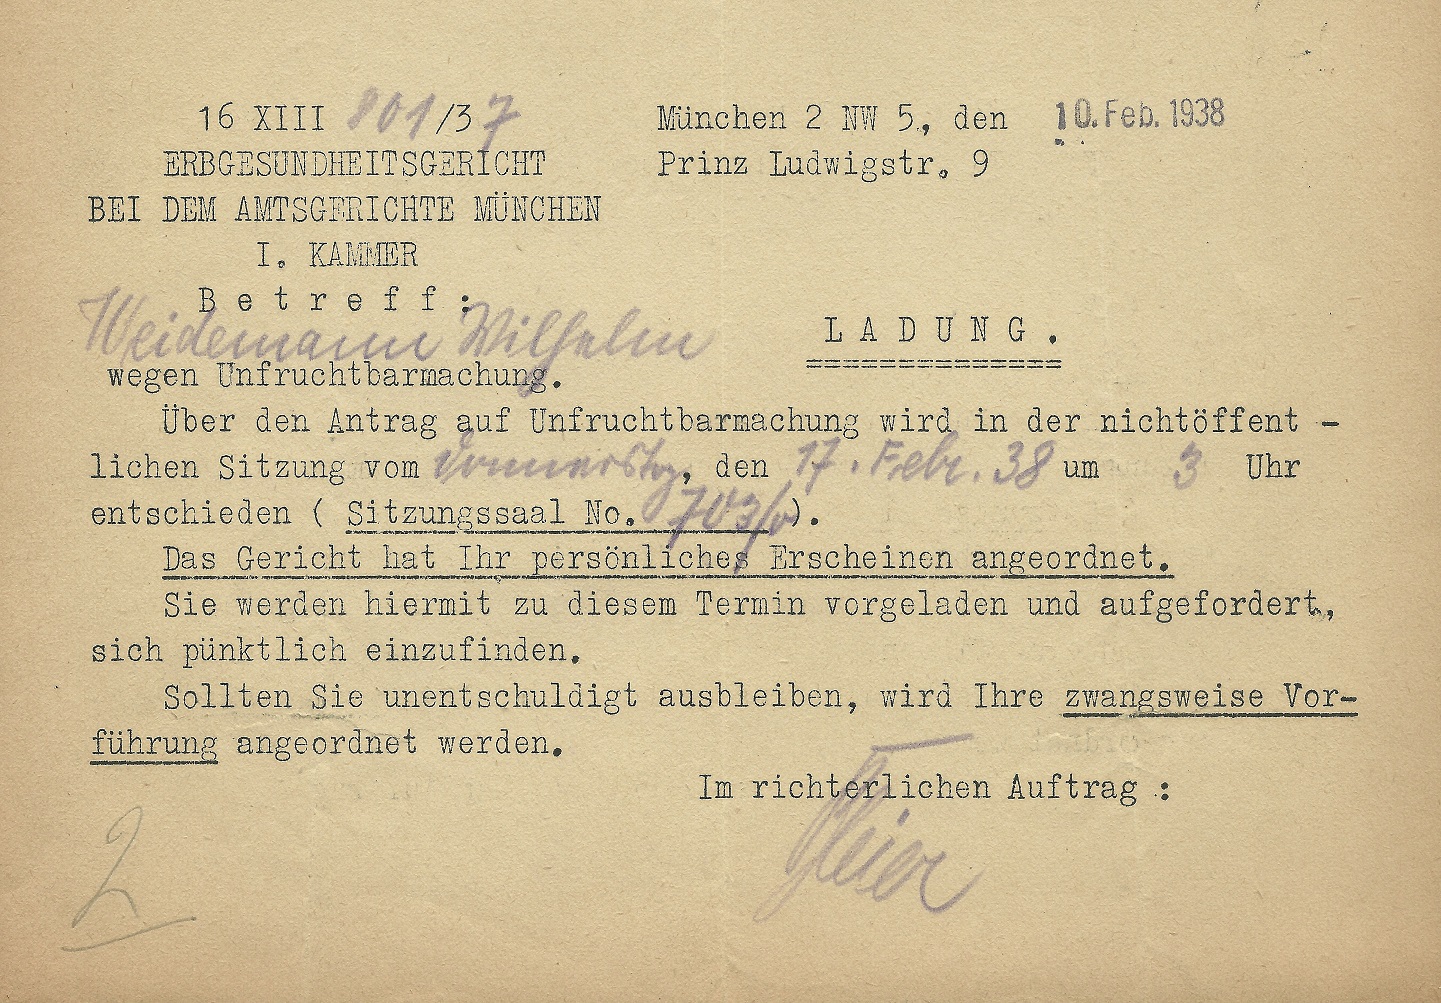 16 XIII 801/37
München 2 NW 5., den 10. Feb. 1938
ERBGESUNDHEITSGERICHT
Prinz Ludwigstr. 9
BEI DEM AMTSGERICHTE MÜNCHEN
I. KAMMER
Betreff:
Weidemann Wilhelm
LADUNG.
wegen Unfruchtbarmachung.
Über den Antrag auf Unfruchtbarmachung wird in der nichtöffent -
lichen Sitzung vom Donnerstag, den 17. Febr. 38 um 3 Uhr
entschieden ( Sitzungssaal No. 703/0).
Das Gericht hat Ihr persönliches Erscheinen angeordnet.
Sie werden hiermit zu diesem Termin vorgeladen und aufgefordert,
sich pünktlich einzufinden.
Sollten Sie unentschuldigt ausbleiben, wird Ihre zwangsweise Vor-
führung angeordnet werden.
Im richterlichen Auftrag :
2